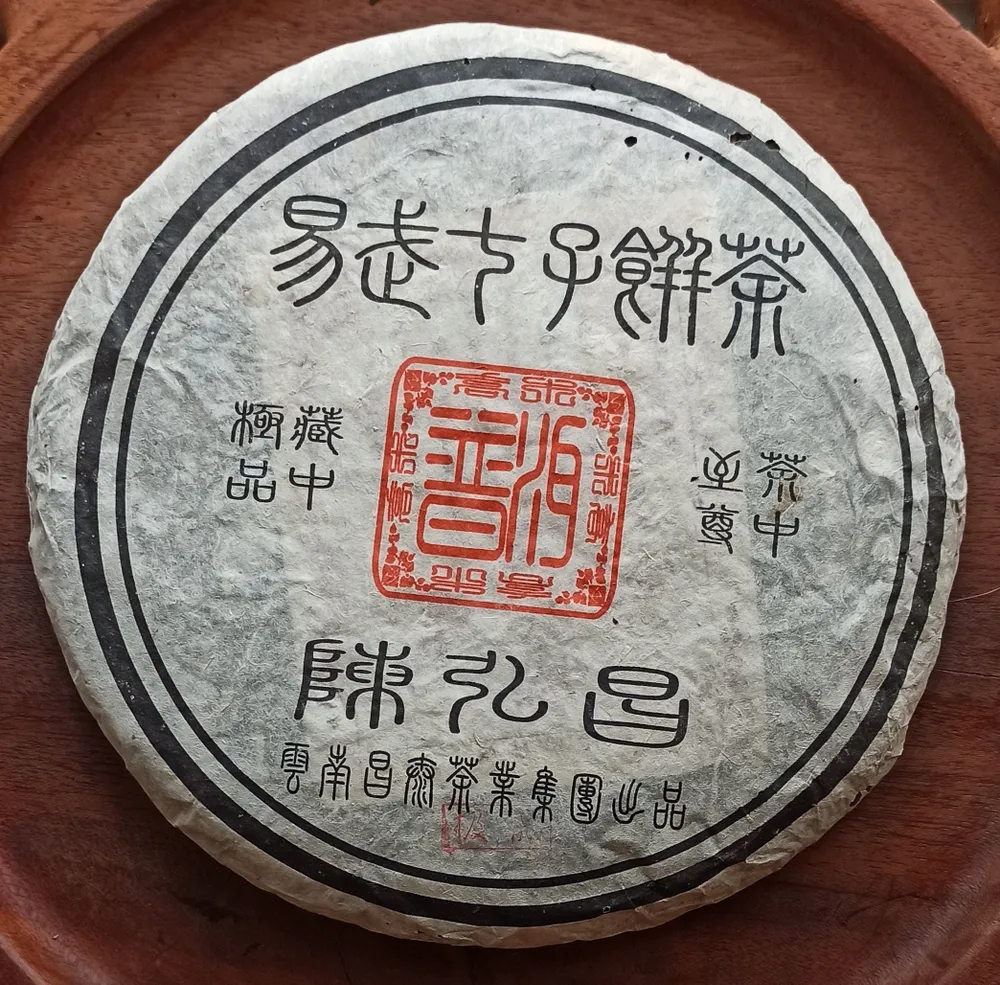 易武七子餅茶
茶中
至尊
普洱
藏中
極品
陳弘昌
雲南昌泰茶業集團出品